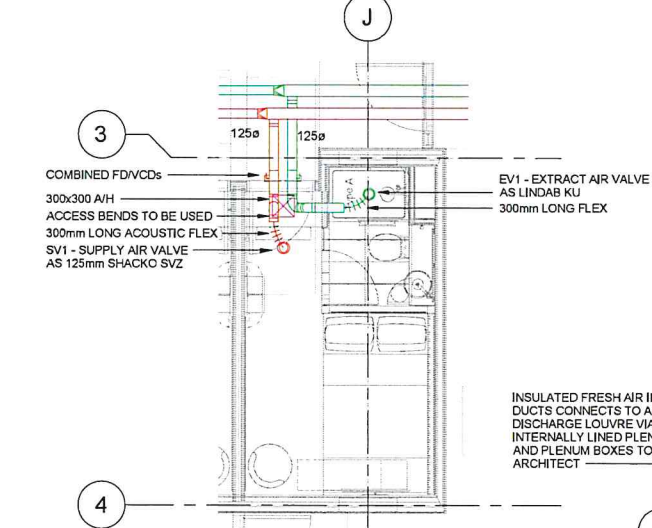 J
3
125ø
125ø
COMBINED FD/VCDs
300x300 A/H
ACCESS BENDS TO BE USED
300mm LONG ACOUSTIC FLEX
SV1 - SUPPLY AIR VALVE
AS 125mm SHACKO SVZ
EV1 - EXTRACT AIR VALVE
AS LINDAB KU
300mm LONG FLEX
INSULATED FRESH AIR I
DUCTS CONNECTS TO A
DISCHARGE LOUVRE VIA
INTERNALLY LINED PLEN
AND PLENUM BOXES TO
ARCHITECT
4